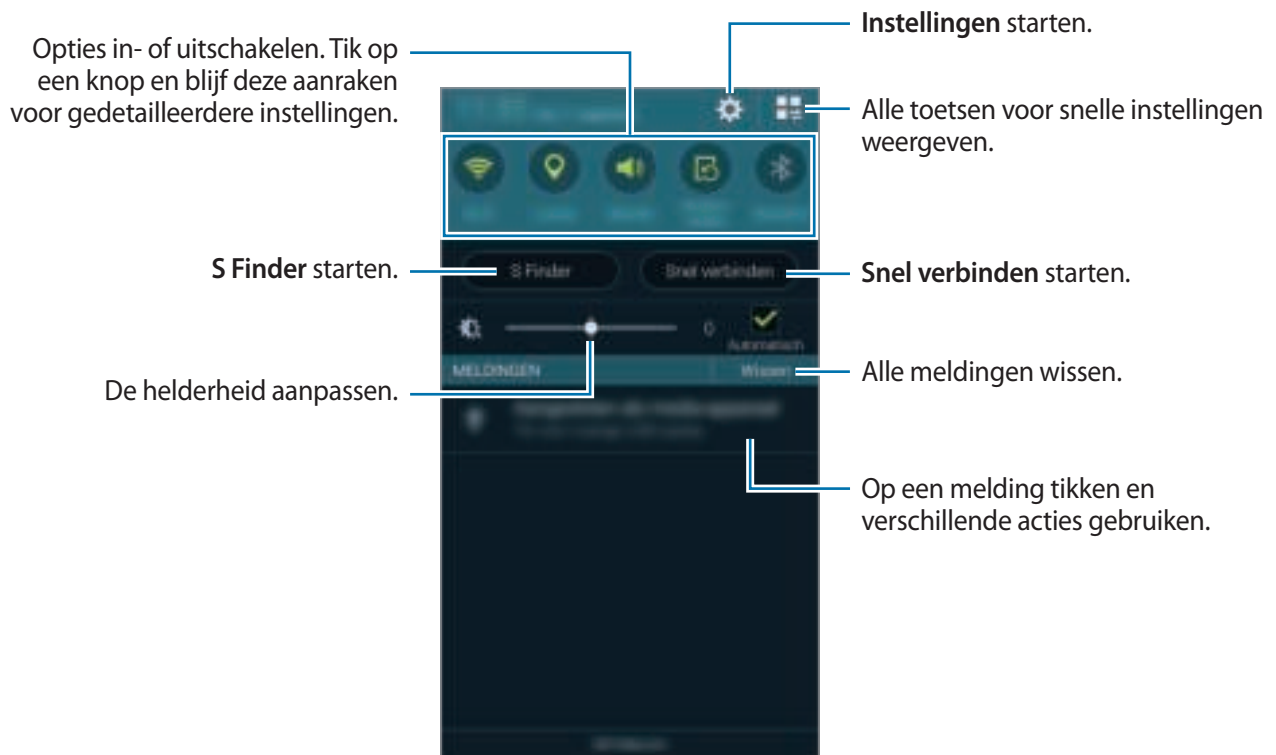 Instellingen starten.
Opties in- of uitschakelen. Tik op
een knop en blijf deze aanraken
voor gedetailleerdere instellingen.
Alle toetsen voor snelle instellingen
weergeven.
S Finder starten.
S Finder
Snel verbinden
Snel verbinden starten.
0
Automatisch
MELDINGEN
Wissen
De helderheid aanpassen.
Alle meldingen wissen.
Op een melding tikken en
verschillende acties gebruiken.